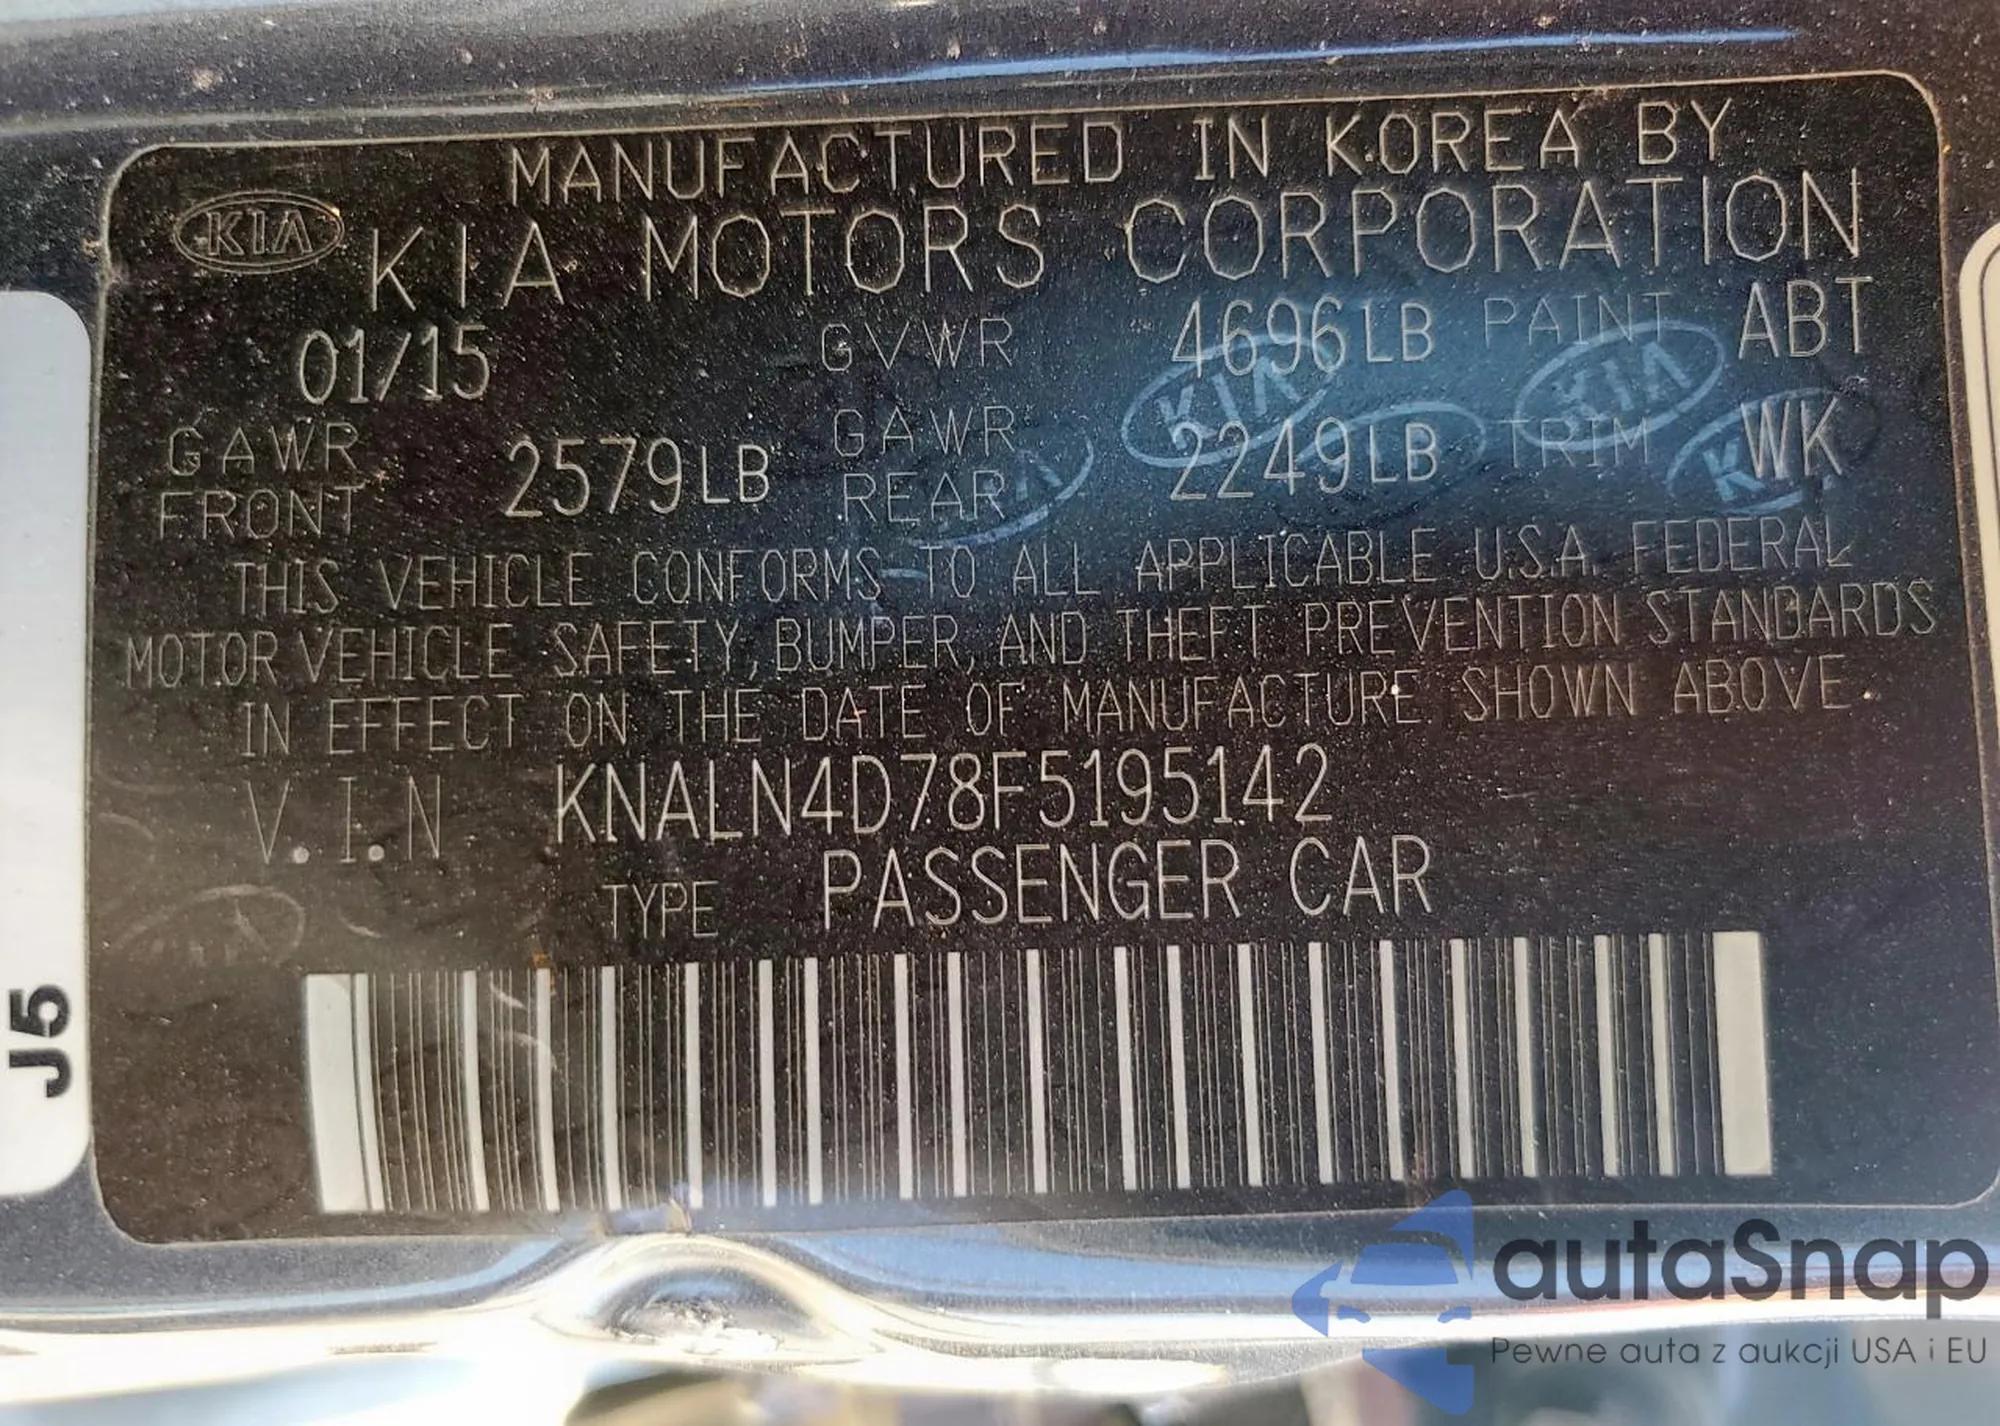 MANUFACTURED IN KOREA BY
KIA KIA MOTORS CORPORATION
01/15 GVWR 4696LB PAINT ABT
GAWR FRONT 2579LB GAWR REAR 2249LB TRIM WK
THIS VEHICLE CONFORMS TO ALL APPLICABLE U.S.A. FEDERAL
MOTOR VEHICLE SAFETY, BUMPER, AND THEFT PREVENTION STANDARDS
IN EFFECT ON THE DATE OF MANUFACTURE SHOWN ABOVE.
V.I.N KNALN4D78F5195142
TYPE PASSENGER CAR
J5
autaSnap
Pewne auta z aukcji USA i EU